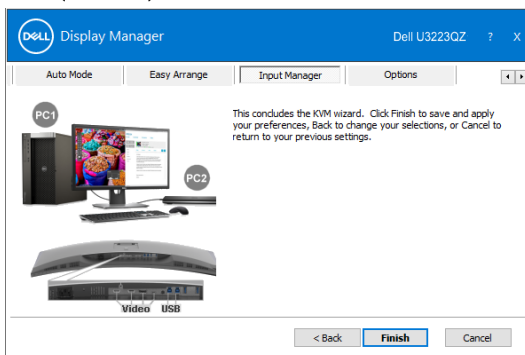 DELL Display Manager
Dell U3223QZ ? X
Auto Mode Easy Arrange Input Manager Options
PC1
PC2
This concludes the KVM wizard. Click Finish to save and apply
your preferences, Back to change your selections, or Cancel to
return to your previous settings.
Video USB
< Back Finish Cancel